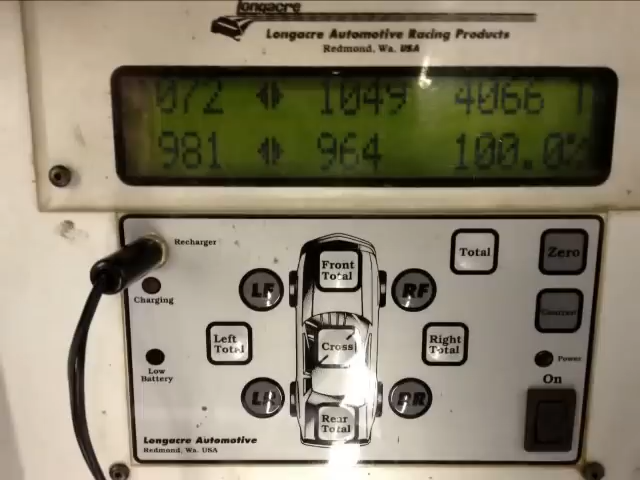 Longacre
Longacre Automotive Racing Products
Redmond, Wa. USA
072 1049 4066 T
981 964 100.0%
Recharger
Charging
Low
Battery
LF
Front
Total
RF
Total
Zero
Left
Total
Cross
Right
Total
Contrast
Power
On
LR
Rear
Total
RR
Longacre Automotive
Redmond, Wa. USA